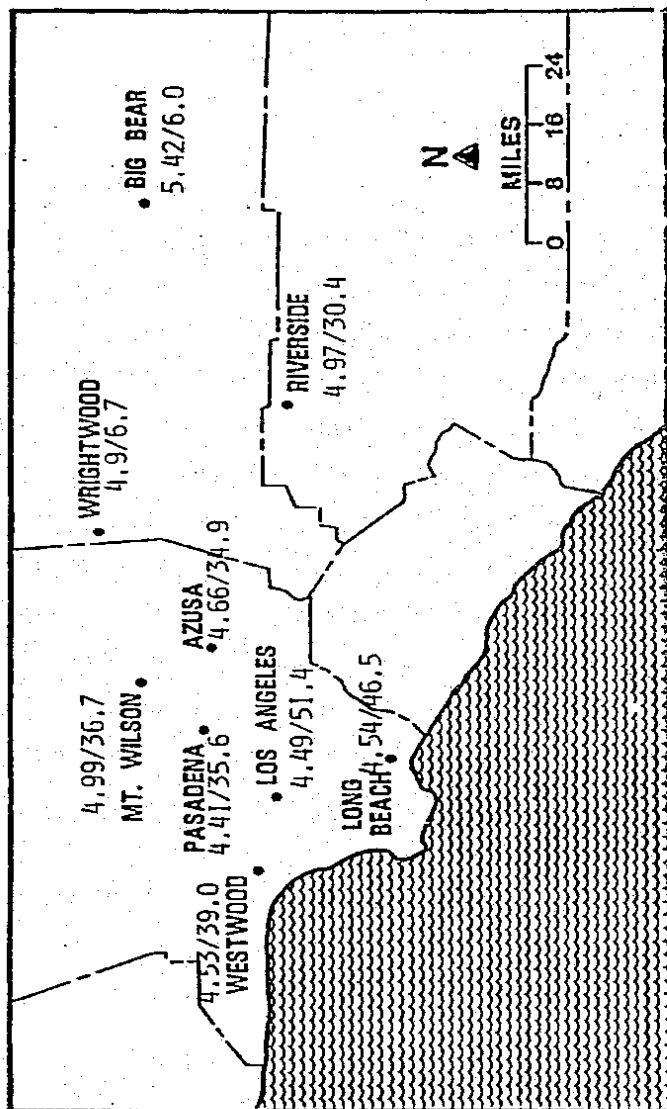 WRIGHTWOOD
4.9/6.7
BIG BEAR
5.42/6.0
4.99/36.7
MT. WILSON
AZUSA
4.66/34.9
PASADENA
4.41/35.6
4.53/39.0
WESTWOOD
LOS ANGELES
4.49/51.4
RIVERSIDE
4.97/30.4
LONG
BEACH
4.54/46.5
N
MILES
0 8 16 24